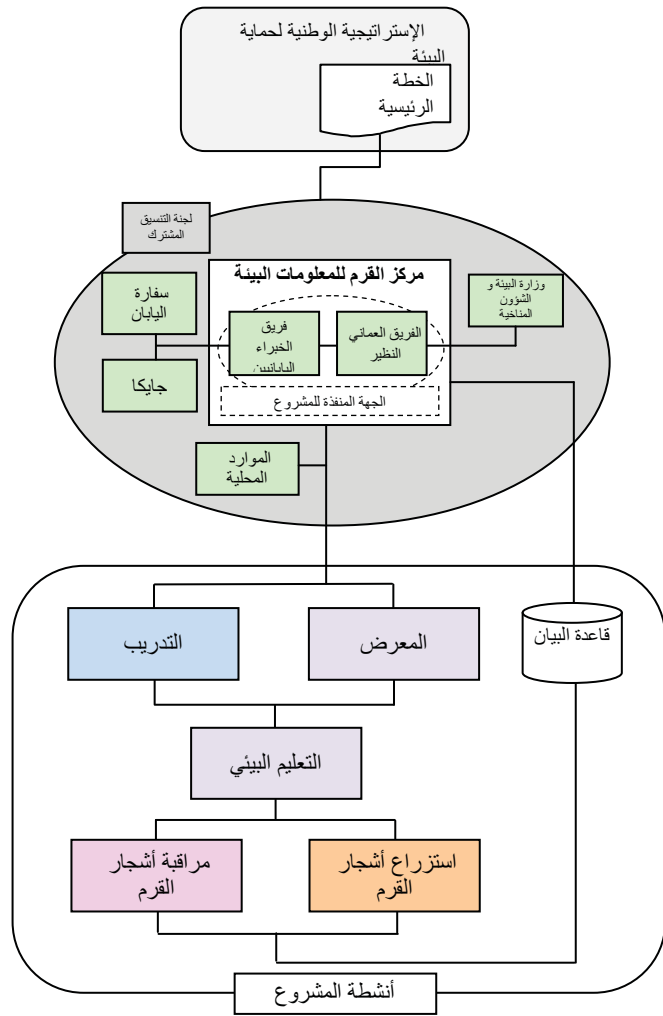 الإستراتيجية الوطنية لحماية
البيئة
الخطة
الرئيسية
لجنة التنسيق
المشترك
مركز القرم للمعلومات البيئة
سفارة
اليابان
فريق
الخبراء
اليابانيين
الفريق العماني
النظير
وزارة البيئة و
الشؤون
المناخية
جايكا
الجهة المنفذة للمشروع
الموارد
المحلية
التدريب
المعرض
قاعدة البيان
التعليم البيئي
مراقبة أشجار
القرم
استزراع أشجار
القرم
أنشطة المشروع